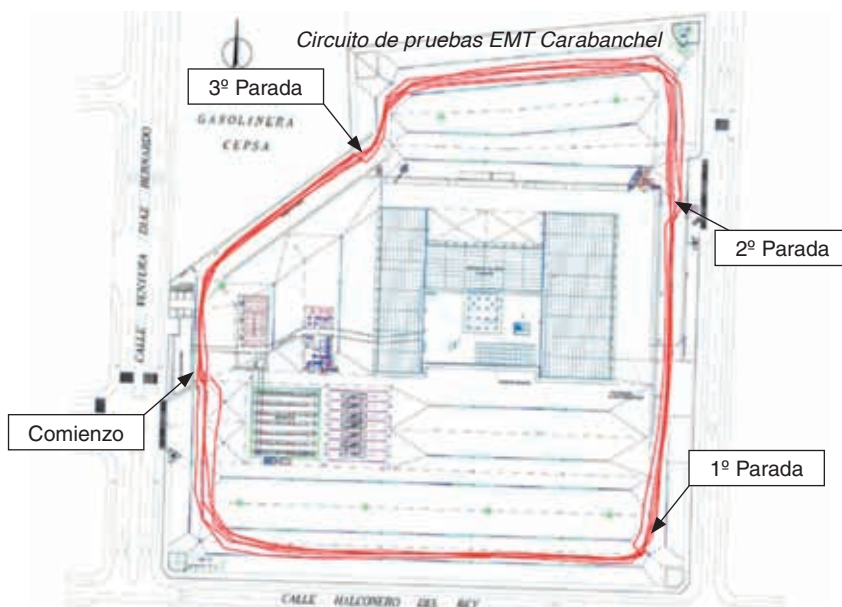 Circuito de pruebas EMT Carabanchel
3º Parada
GASOLINERA
CEPSA
CALLE VENTURA DIAZ BERNARDO
2º Parada
Comienzo
1º Parada
CALLE HALCONERO DEL REY